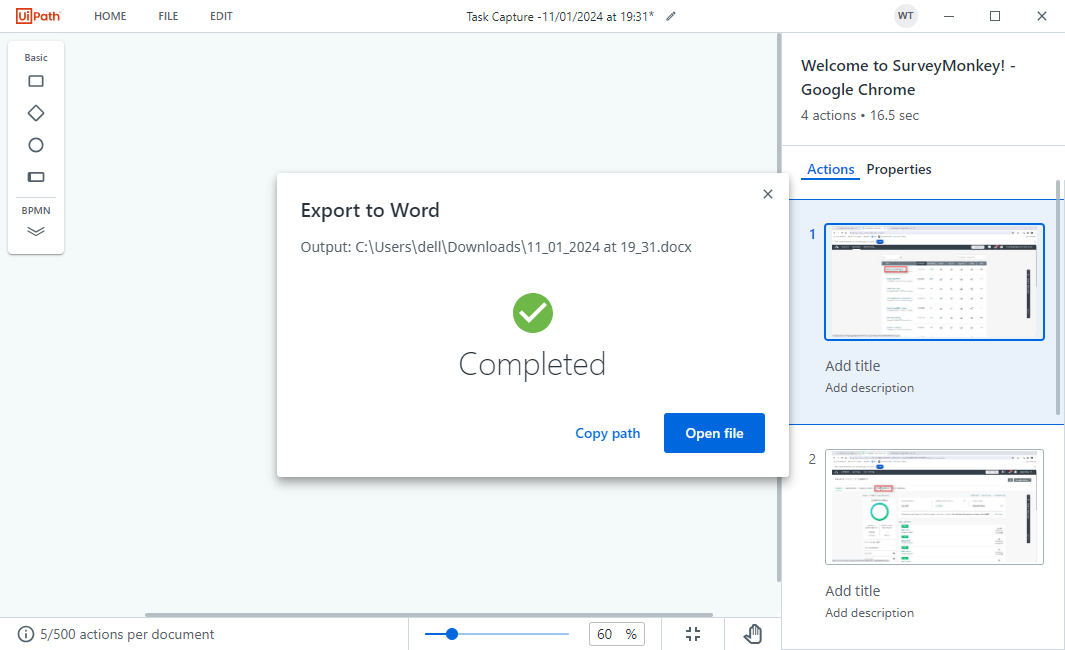 UiPath HOME FILE EDIT Task Capture -11/01/2024 at 19:31* WT
Basic
BPMN
Welcome to SurveyMonkey! -
Google Chrome
4 actions • 16.5 sec
Actions Properties
1
Add title
Add description
2
Add title
Add description
Export to Word
Output: C:\Users\dell\Downloads\11_01_2024 at 19_31.docx
Completed
Copy path Open file
5/500 actions per document 60 %